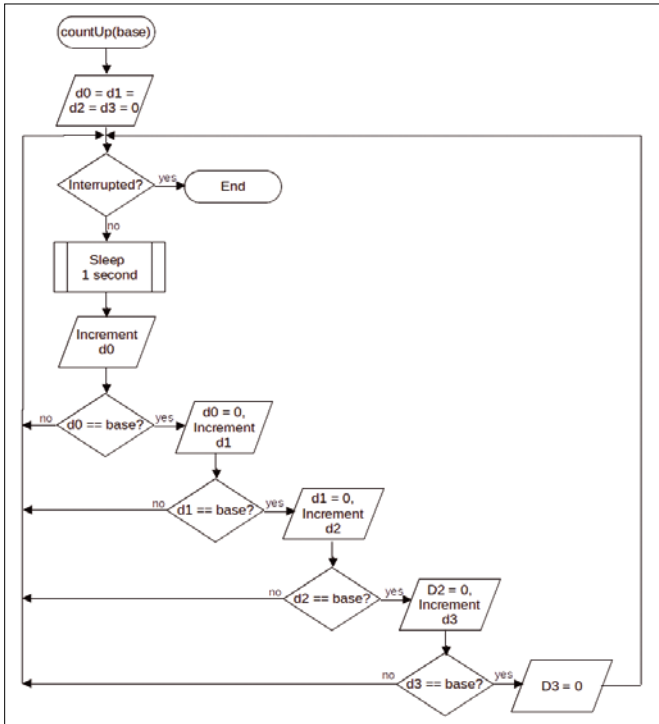 countUp(base)
d0 = d1 =
d2 = d3 = 0
Interrupted?
yes
End
no
Sleep
1 second
Increment
d0
no
d0 == base?
yes
d0 = 0,
Increment
d1
no
d1 == base?
yes
d1 = 0,
Increment
d2
no
d2 == base?
yes
D2 = 0,
Increment
d3
no
d3 == base?
yes
D3 = 0